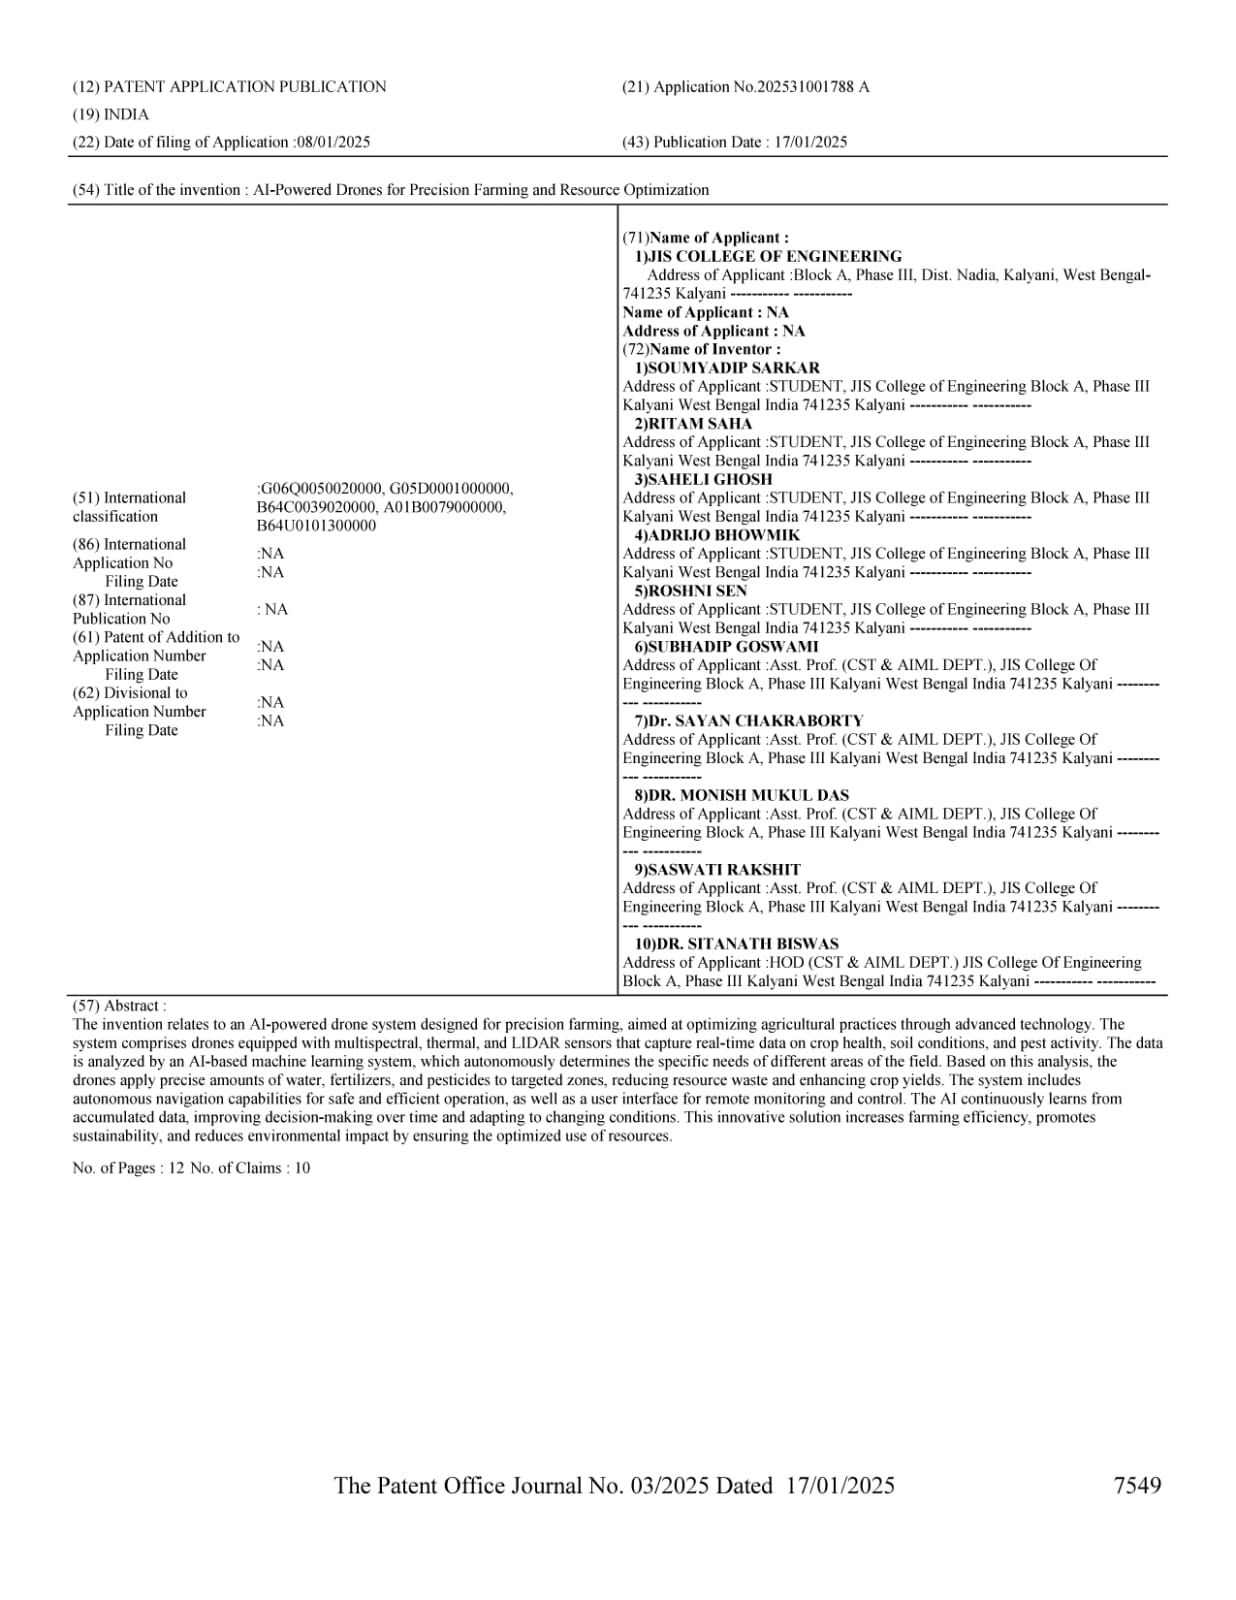 (12) PATENT APPLICATION PUBLICATION
(21) Application No.202531001788 A
(19) INDIA
(22) Date of filing of Application :08/01/2025
(43) Publication Date : 17/01/2025
(54) Title of the invention : AI-Powered Drones for Precision Farming and Resource Optimization
(51) International
classification
:G06Q0050020000, G05D0001000000,
B64C0039020000, A01B0079000000,
B64U0101300000
(86) International
Application No
Filing Date
:NA
:NA
(87) International
Publication No
: NA
(61) Patent of Addition to
Application Number
Filing Date
:NA
:NA
(62) Divisional to
Application Number
Filing Date
:NA
:NA
(71)Name of Applicant :
1)JIS COLLEGE OF ENGINEERING
Address of Applicant :Block A, Phase III, Dist. Nadia, Kalyani, West Bengal-
741235 Kalyani ----------- -----------
Name of Applicant : NA
Address of Applicant : NA
(72)Name of Inventor :
1)SOUMYADIP SARKAR
Address of Applicant :STUDENT, JIS College of Engineering Block A, Phase III
Kalyani West Bengal India 741235 Kalyani ----------- -----------
2)RITAM SAHA
Address of Applicant :STUDENT, JIS College of Engineering Block A, Phase III
Kalyani West Bengal India 741235 Kalyani ----------- -----------
3)SAHELI GHOSH
Address of Applicant :STUDENT, JIS College of Engineering Block A, Phase III
Kalyani West Bengal India 741235 Kalyani ----------- -----------
4)ADRIJO BHOWMIK
Address of Applicant :STUDENT, JIS College of Engineering Block A, Phase III
Kalyani West Bengal India 741235 Kalyani ----------- -----------
5)ROSHNI SEN
Address of Applicant :STUDENT, JIS College of Engineering Block A, Phase III
Kalyani West Bengal India 741235 Kalyani ----------- -----------
6)SUBHADIP GOSWAMI
Address of Applicant :Asst. Prof. (CST & AIML DEPT.), JIS College Of
Engineering Block A, Phase III Kalyani West Bengal India 741235 Kalyani --------
--- -----------
7)Dr. SAYAN CHAKRABORTY
Address of Applicant :Asst. Prof. (CST & AIML DEPT.), JIS College Of
Engineering Block A, Phase III Kalyani West Bengal India 741235 Kalyani --------
--- -----------
8)DR. MONISH MUKUL DAS
Address of Applicant :Asst. Prof. (CST & AIML DEPT.), JIS College Of
Engineering Block A, Phase III Kalyani West Bengal India 741235 Kalyani --------
--- -----------
9)SASWATI RAKSHIT
Address of Applicant :Asst. Prof. (CST & AIML DEPT.), JIS College Of
Engineering Block A, Phase III Kalyani West Bengal India 741235 Kalyani --------
--- -----------
10)DR. SITANATH BISWAS
Address of Applicant :HOD (CST & AIML DEPT.) JIS College Of Engineering
Block A, Phase III Kalyani West Bengal India 741235 Kalyani ----------- -----------
(57) Abstract :
The invention relates to an AI-powered drone system designed for precision farming, aimed at optimizing agricultural practices through advanced technology. The
system comprises drones equipped with multispectral, thermal, and LIDAR sensors that capture real-time data on crop health, soil conditions, and pest activity. The data
is analyzed by an AI-based machine learning system, which autonomously determines the specific needs of different areas of the field. Based on this analysis, the
drones apply precise amounts of water, fertilizers, and pesticides to targeted zones, reducing resource waste and enhancing crop yields. The system includes
autonomous navigation capabilities for safe and efficient operation, as well as a user interface for remote monitoring and control. The AI continuously learns from
accumulated data, improving decision-making over time and adapting to changing conditions. This innovative solution increases farming efficiency, promotes
sustainability, and reduces environmental impact by ensuring the optimized use of resources.
No. of Pages : 12 No. of Claims : 10
The Patent Office Journal No. 03/2025 Dated 17/01/2025
7549